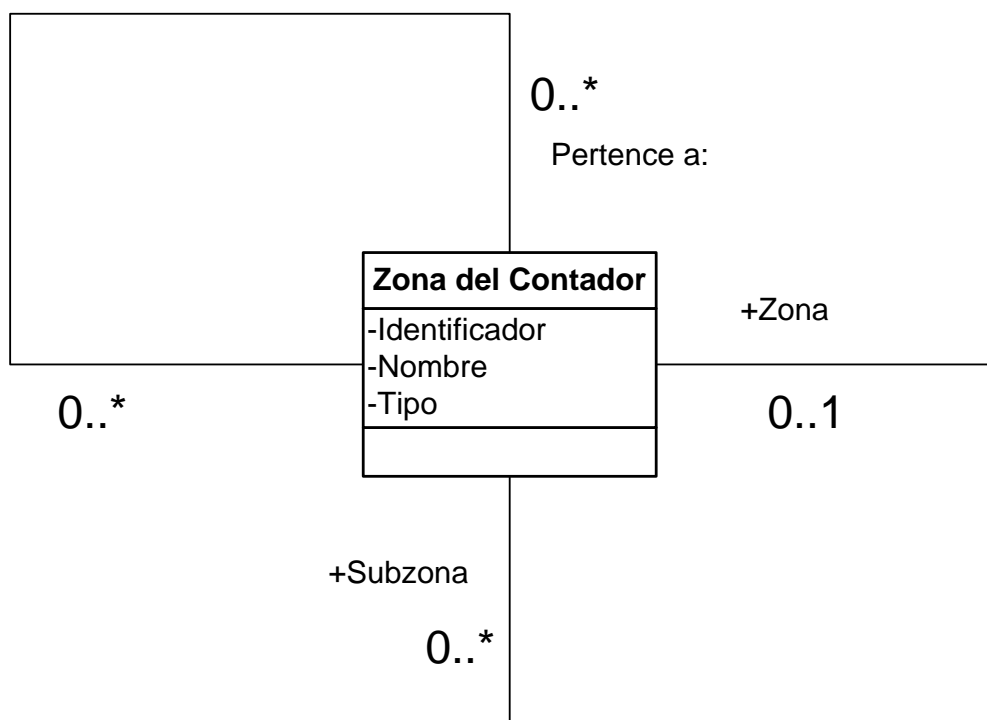 0..*
Pertence a:
Zona del Contador
-Identificador
-Nombre
-Tipo
+Zona
0..*
0..1
+Subzona
0..*